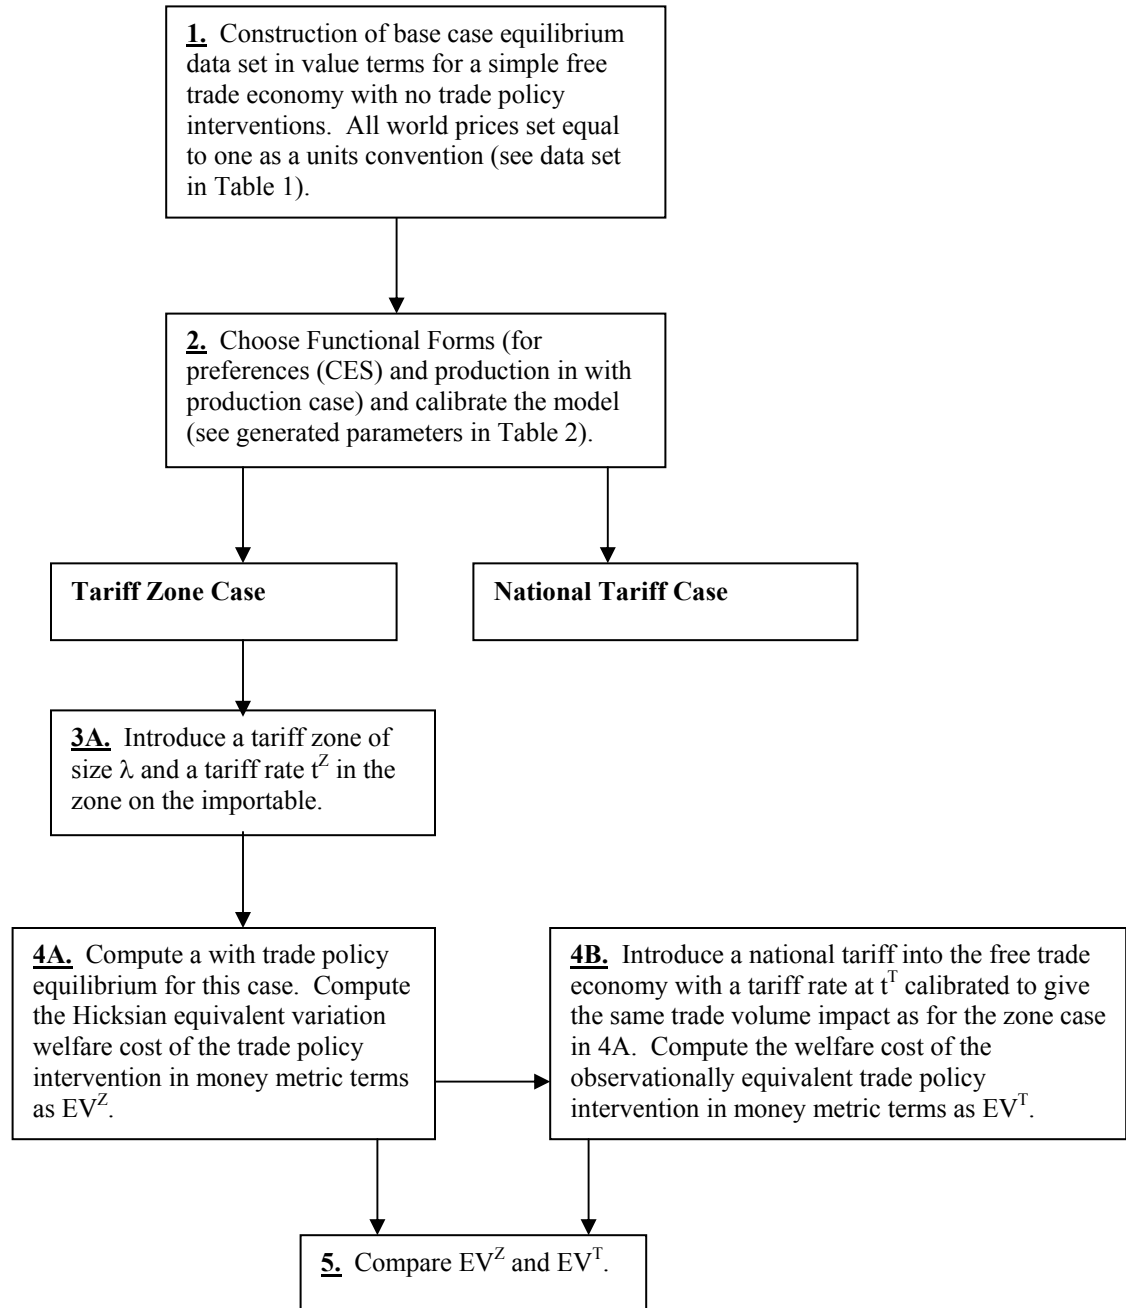 1. Construction of base case equilibrium
data set in value terms for a simple free
trade economy with no trade policy
interventions. All world prices set equal
to one as a units convention (see data set
in Table 1).
2. Choose Functional Forms (for
preferences (CES) and production in with
production case) and calibrate the model
(see generated parameters in Table 2).
Tariff Zone Case
National Tariff Case
3A. Introduce a tariff zone of
size λ and a tariff rate t^Z in the
zone on the importable.
4A. Compute a with trade policy
equilibrium for this case. Compute
the Hicksian equivalent variation
welfare cost of the trade policy
intervention in money metric terms
as EV^Z.
4B. Introduce a national tariff into the free trade
economy with a tariff rate at t^T calibrated to give
the same trade volume impact as for the zone case
in 4A. Compute the welfare cost of the
observationally equivalent trade policy
intervention in money metric terms as EV^T.
5. Compare EV^Z and EV^T.